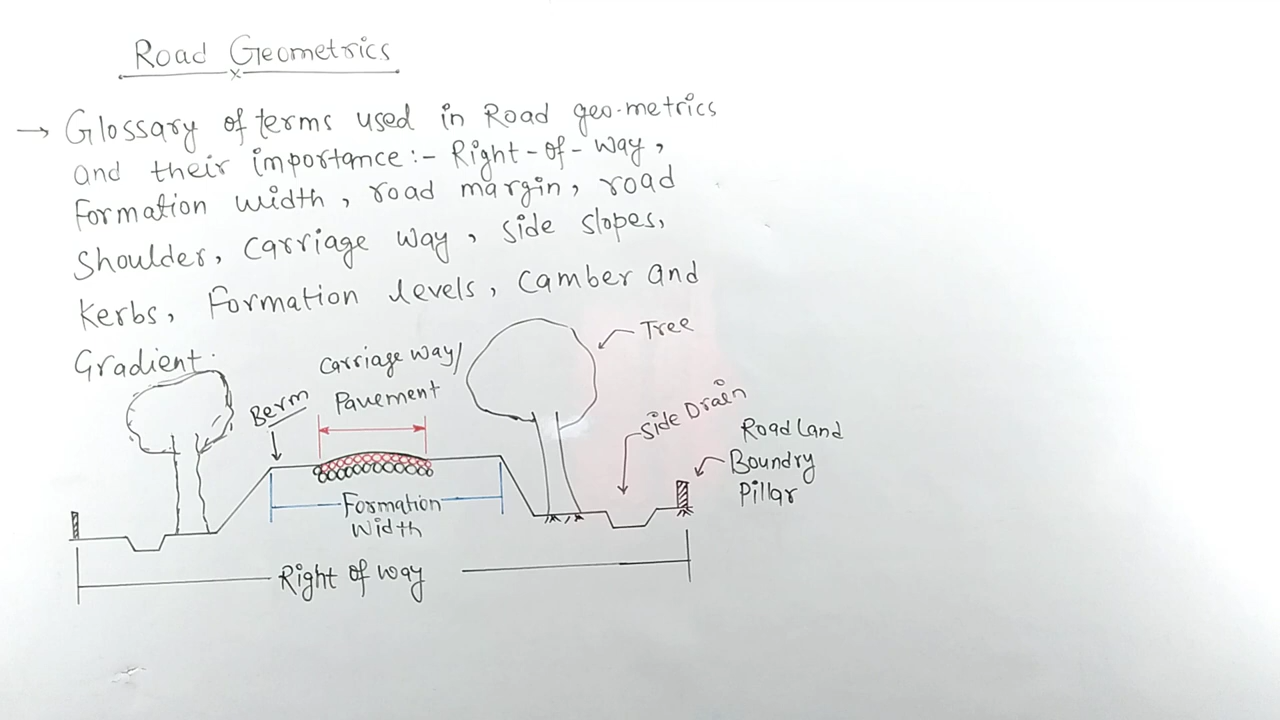 Road Geometrics
→ Glossary of terms used in Road geo-metrics
and their importance:- Right-of-way,
Formation width, road margin, road
Shoulder, Carriage way, Side slopes,
Kerbs, Formation levels, Camber and
Gradient.
Tree
Carriage way/
Pavement
Berm
Side Drain
Road Land
Boundry
Pillar
Formation
Width
Right of way